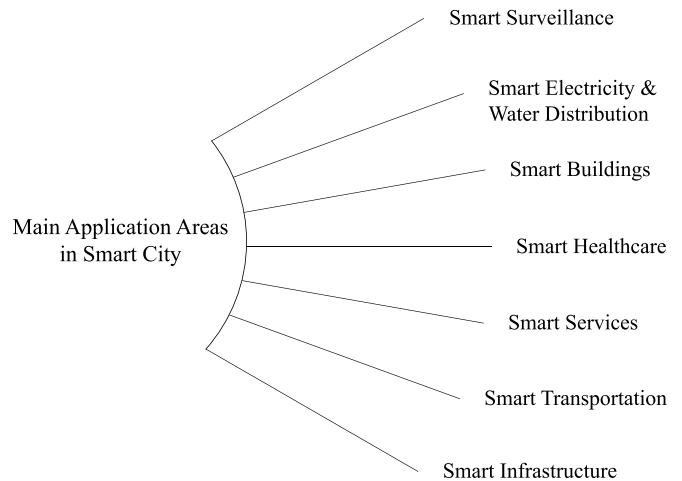 Main Application Areas
in Smart City
Smart Surveillance
Smart Electricity &
Water Distribution
Smart Buildings
Smart Healthcare
Smart Services
Smart Transportation
Smart Infrastructure